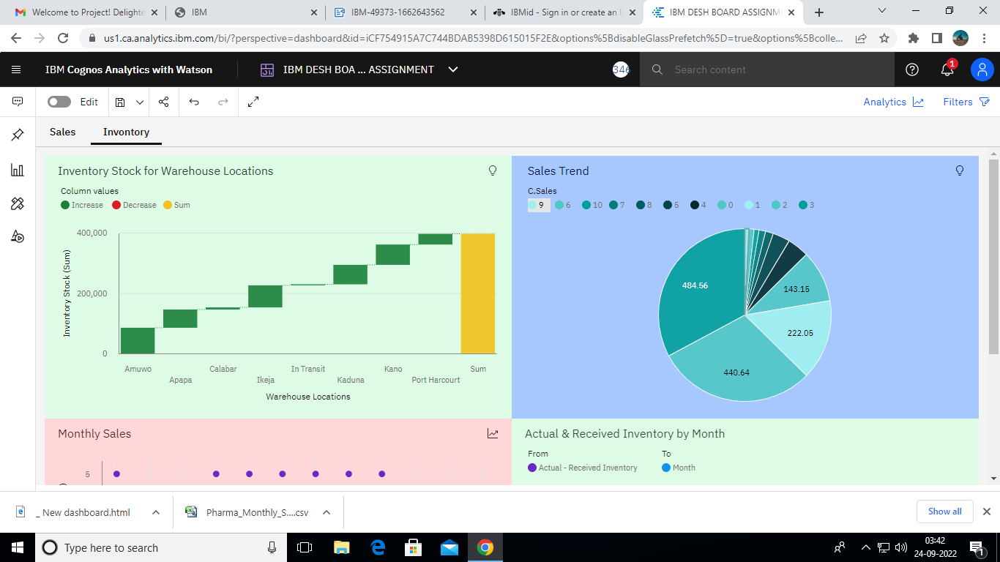 Welcome to Project! Delighte
IBM
IBM-49373-1662643562
IBMid - Sign in or create an I
IBM DESH BOARD ASSIGNM
us1.ca.analytics.ibm.com/bi/?perspective=dashboard&id=iCF754915A7C744BDAB5398D615015F2E&options%5BdisableGlassPrefetch%5D=true&options%5Bcolle...
IBM Cognos Analytics with Watson
IBM DESH BOA ... ASSIGNMENT
346
Search content
1
Edit
Analytics
Filters
Sales
Invontory
Inventory Stock for Warehouse Locations
Column values
Increase
Decrease
Sum
400,000
200,000
0
Inventory Stock (Sum)
Amuwo
Apapa
Calabar
Ikeja
In Transit
Kaduna
Kano
Port Harcourt
Sum
Warehouse Locations
Sales Trend
C.Sales
9
6
10
7
8
5
4
0
1
2
3
484.56
143.15
222.05
440.64
Monthly Sales
5
Actual & Received Inventory by Month
From
To
Actual - Received Inventory
Month
_ New dashboard.html
Pharma_Monthly_S....csv
Show all
Type here to search
03:42
24-09-2022
1